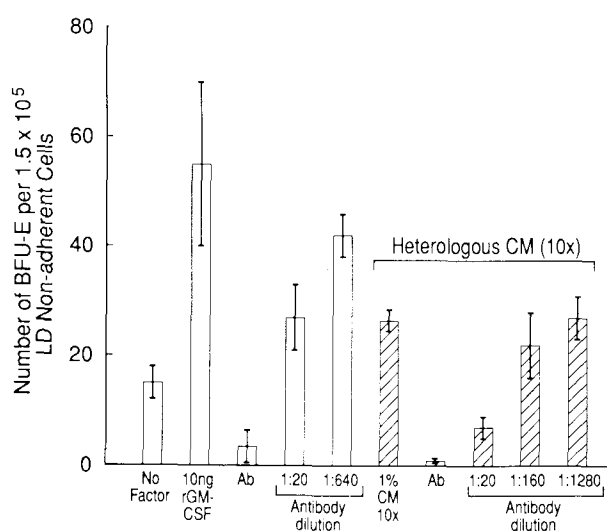 Number of BFU-E per 1.5 x 10⁵
LD Non-adherent Cells
80
60
40
20
0
Heterologous CM (10x)
No
Factor
10ng
rGM-
CSF
Ab
1:20
1:640
Antibody
dilution
1%
CM
10x
Ab
1:20
1:160
1:1280
Antibody
dilution